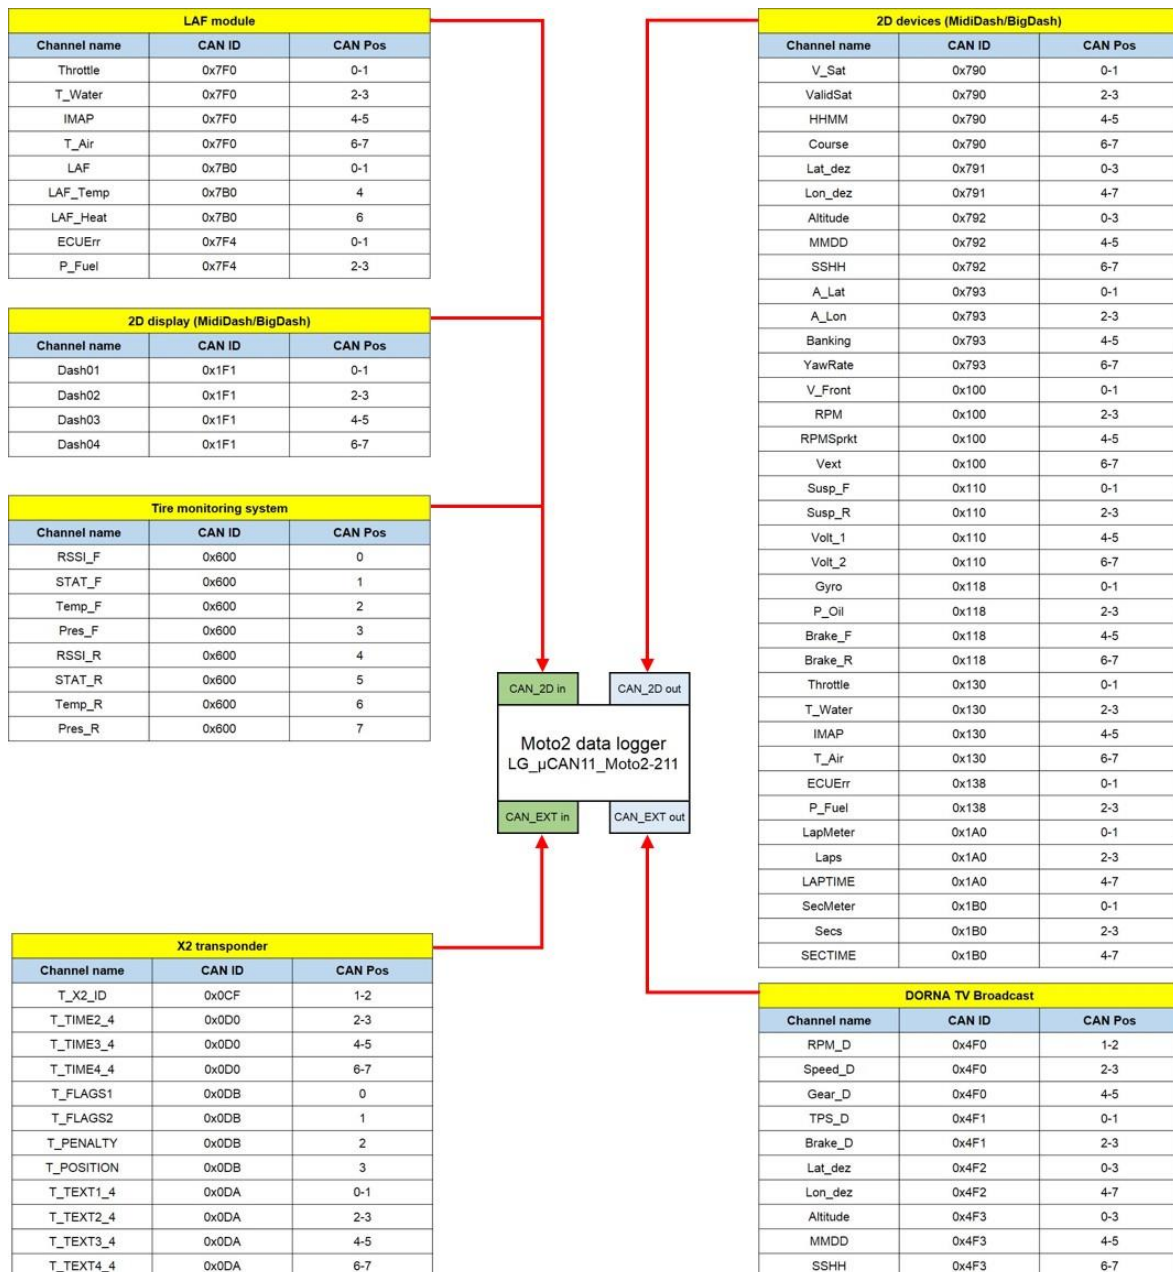 LAF module
Channel name CAN ID CAN Pos
Throttle 0x7F0 0-1
T_Water 0x7F0 2-3
IMAP 0x7F0 4-5
T_Air 0x7F0 6-7
LAF 0x7B0 0-1
LAF_Temp 0x7B0 4
LAF_Heat 0x7B0 6
ECUErr 0x7F4 0-1
P_Fuel 0x7F4 2-3
2D display (MidiDash/BigDash)
Channel name CAN ID CAN Pos
Dash01 0x1F1 0-1
Dash02 0x1F1 2-3
Dash03 0x1F1 4-5
Dash04 0x1F1 6-7
Tire monitoring system
Channel name CAN ID CAN Pos
RSSI_F 0x600 0
STAT_F 0x600 1
Temp_F 0x600 2
Pres_F 0x600 3
RSSI_R 0x600 4
STAT_R 0x600 5
Temp_R 0x600 6
Pres_R 0x600 7
CAN_2D in CAN_2D out
Moto2 data logger
LG_µCAN11_Moto2-211
CAN_EXT in CAN_EXT out
X2 transponder
Channel name CAN ID CAN Pos
T_X2_ID 0x0CF 1-2
T_TIME2_4 0x0D0 2-3
T_TIME3_4 0x0D0 4-5
T_TIME4_4 0x0D0 6-7
T_FLAGS1 0x0DB 0
T_FLAGS2 0x0DB 1
T_PENALTY 0x0DB 2
T_POSITION 0x0DB 3
T_TEXT1_4 0x0DA 0-1
T_TEXT2_4 0x0DA 2-3
T_TEXT3_4 0x0DA 4-5
T_TEXT4_4 0x0DA 6-7
2D devices (MidiDash/BigDash)
Channel name CAN ID CAN Pos
V_Sat 0x790 0-1
ValidSat 0x790 2-3
HHMM 0x790 4-5
Course 0x790 6-7
Lat_dez 0x791 0-3
Lon_dez 0x791 4-7
Altitude 0x792 0-3
MMDD 0x792 4-5
SSHH 0x792 6-7
A_Lat 0x793 0-1
A_Lon 0x793 2-3
Banking 0x793 4-5
YawRate 0x793 6-7
V_Front 0x100 0-1
RPM 0x100 2-3
RPMSprkt 0x100 4-5
Vext 0x100 6-7
Susp_F 0x110 0-1
Susp_R 0x110 2-3
Volt_1 0x110 4-5
Volt_2 0x110 6-7
Gyro 0x118 0-1
P_Oil 0x118 2-3
Brake_F 0x118 4-5
Brake_R 0x118 6-7
Throttle 0x130 0-1
T_Water 0x130 2-3
IMAP 0x130 4-5
T_Air 0x130 6-7
ECUErr 0x138 0-1
P_Fuel 0x138 2-3
LapMeter 0x1A0 0-1
Laps 0x1A0 2-3
LAPTIME 0x1A0 4-7
SecMeter 0x1B0 0-1
Secs 0x1B0 2-3
SECTIME 0x1B0 4-7
DORNA TV Broadcast
Channel name CAN ID CAN Pos
RPM_D 0x4F0 1-2
Speed_D 0x4F0 2-3
Gear_D 0x4F0 4-5
TPS_D 0x4F1 0-1
Brake_D 0x4F1 2-3
Lat_dez 0x4F2 0-3
Lon_dez 0x4F2 4-7
Altitude 0x4F3 0-3
MMDD 0x4F3 4-5
SSHH 0x4F3 6-7